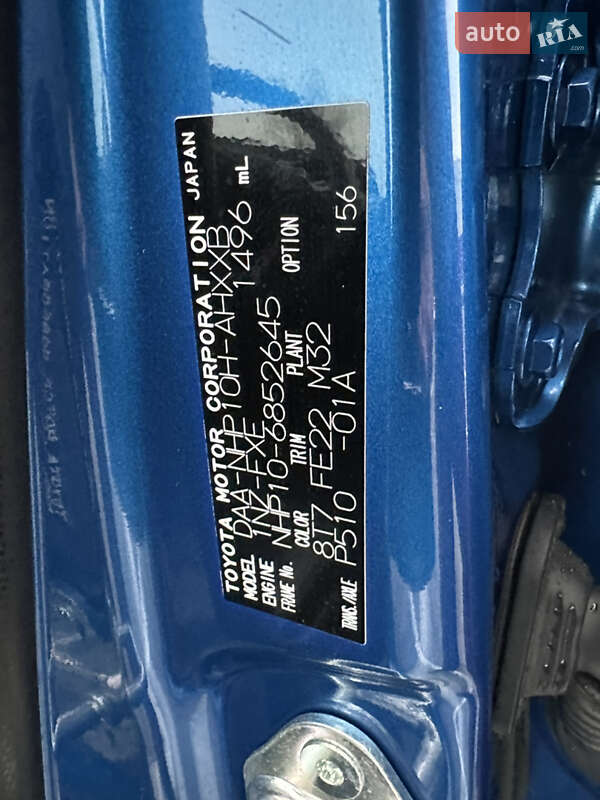 TOYOTA MOTOR CORPORATION JAPAN
MODEL DAA-NHP10H-AHXXB
ENGINE 1NZ-FXE 1496 mL
FRAME No. NHP10-6852645
COLOR TRIM PLANT OPTION
8T7 FE22 M32
TRANS./AXLE P510 -01A 156
auto RIA .com